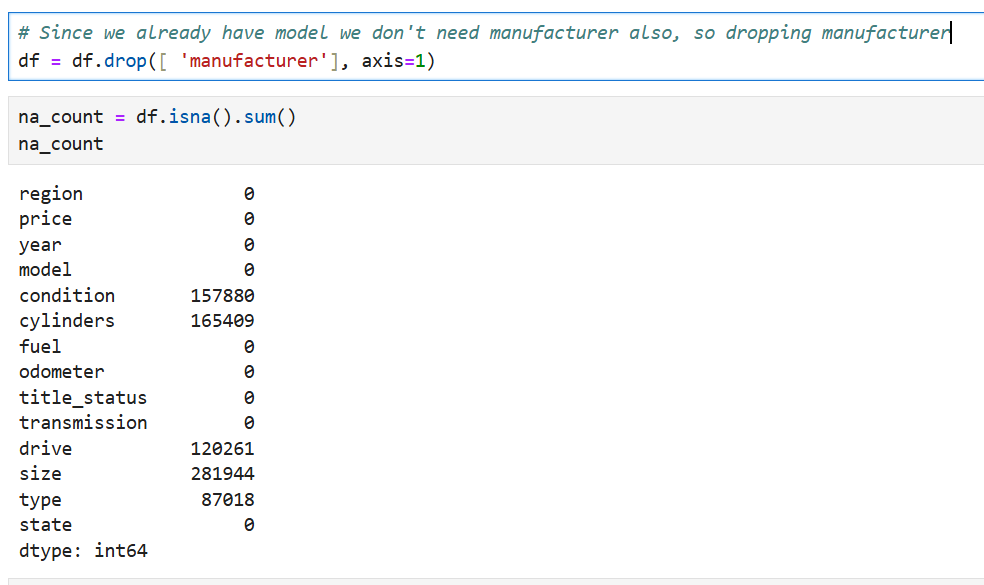 # Since we already have model we don't need manufacturer also, so dropping manufacturer
df = df.drop([ 'manufacturer'], axis=1)
na_count = df.isna().sum()
na_count
region 0
price 0
year 0
model 0
condition 157880
cylinders 165409
fuel 0
odometer 0
title_status 0
transmission 0
drive 120261
size 281944
type 87018
state 0
dtype: int64